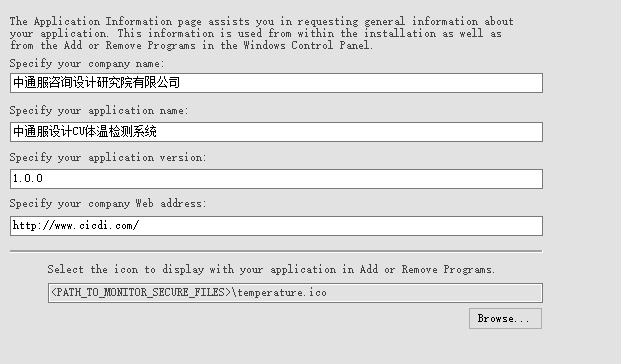 The Application Information page assists you in requesting general information about
your application. This information is used from within the installation as well as
from the Add or Remove Programs in the Windows Control Panel.
Specify your company name:
中通服咨询设计研究院有限公司
Specify your application name:
中通服设计CU体温检测系统
Specify your application version:
1.0.0
Specify your company Web address:
http://www.cicdi.com/
Select the icon to display with your application in Add or Remove Programs.
<PATH_TO_MONITOR_SECURE_FILES>\temperature.ico
Browse...